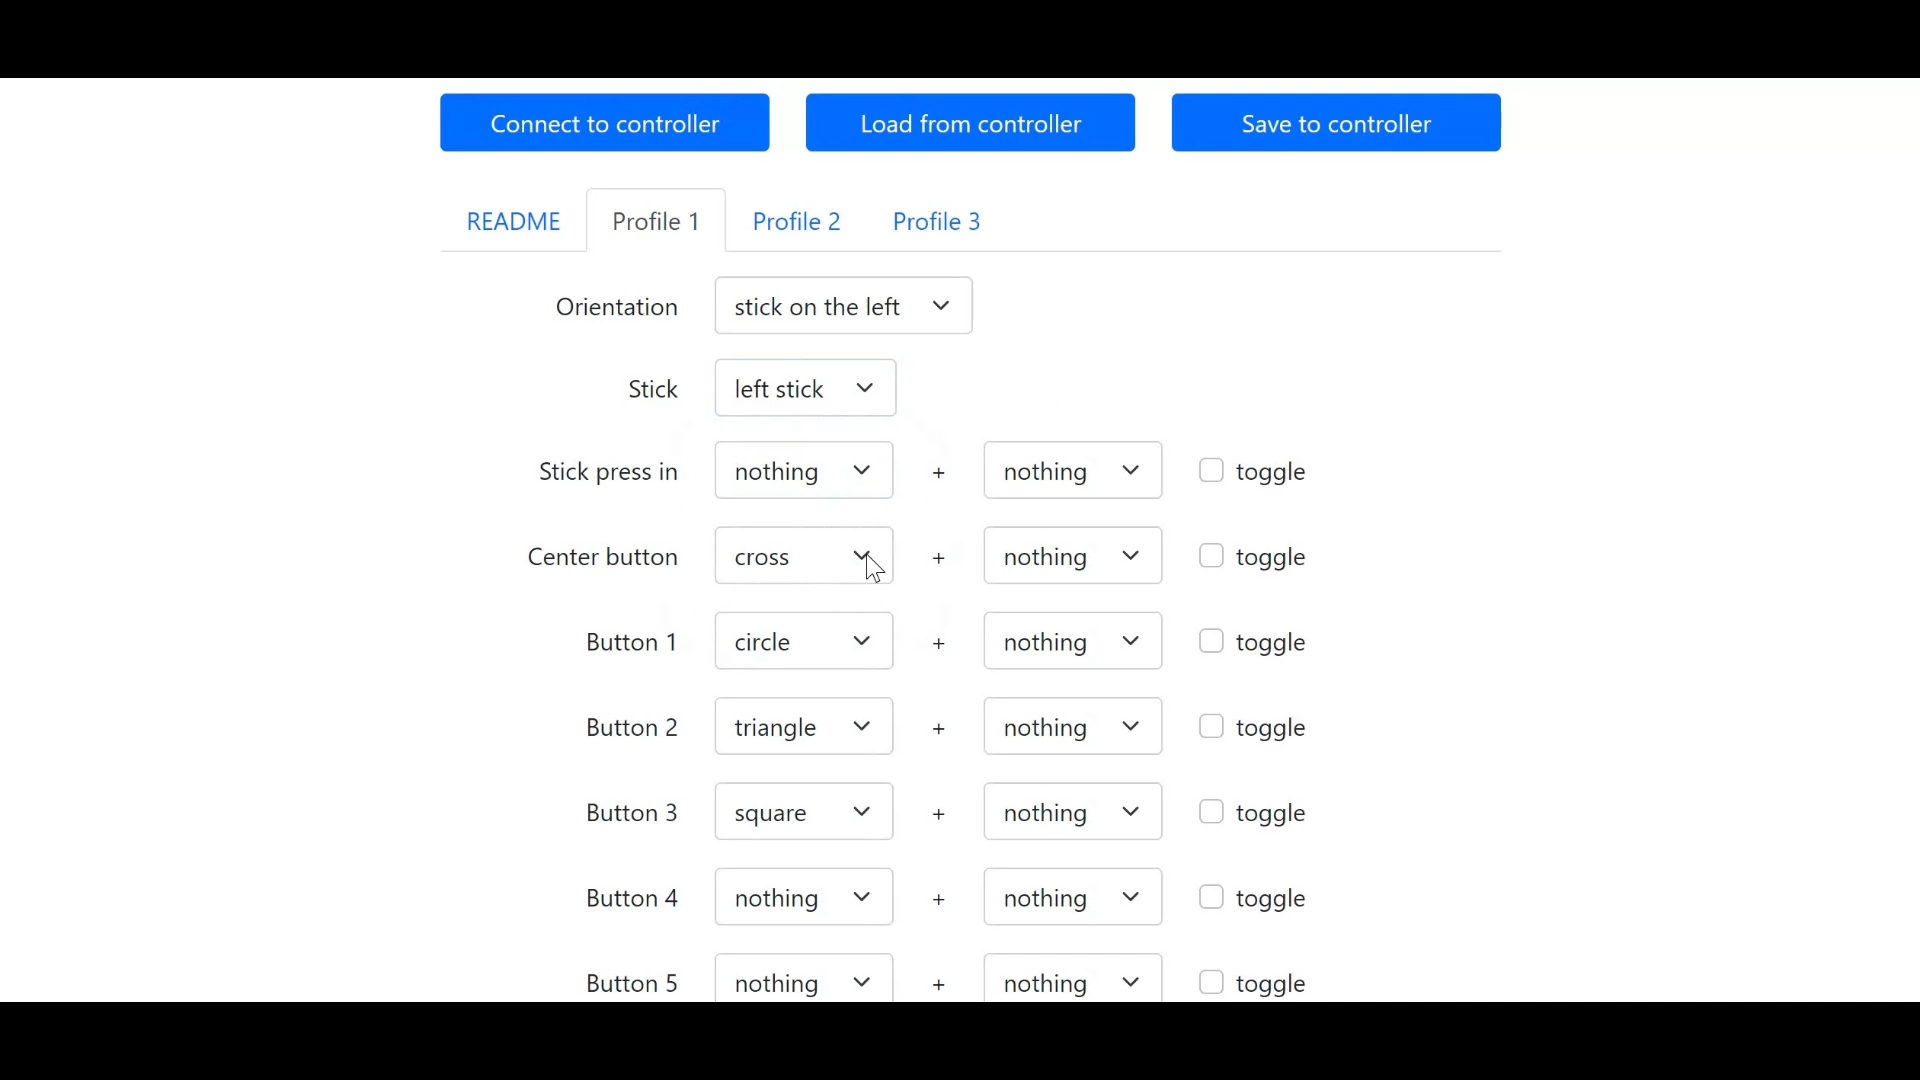 Connect to controller Load from controller Save to controller
README Profile 1 Profile 2 Profile 3
Orientation stick on the left
Stick left stick
Stick press in nothing + nothing toggle
Center button cross + nothing toggle
Button 1 circle + nothing toggle
Button 2 triangle + nothing toggle
Button 3 square + nothing toggle
Button 4 nothing + nothing toggle
Button 5 nothing + nothing toggle